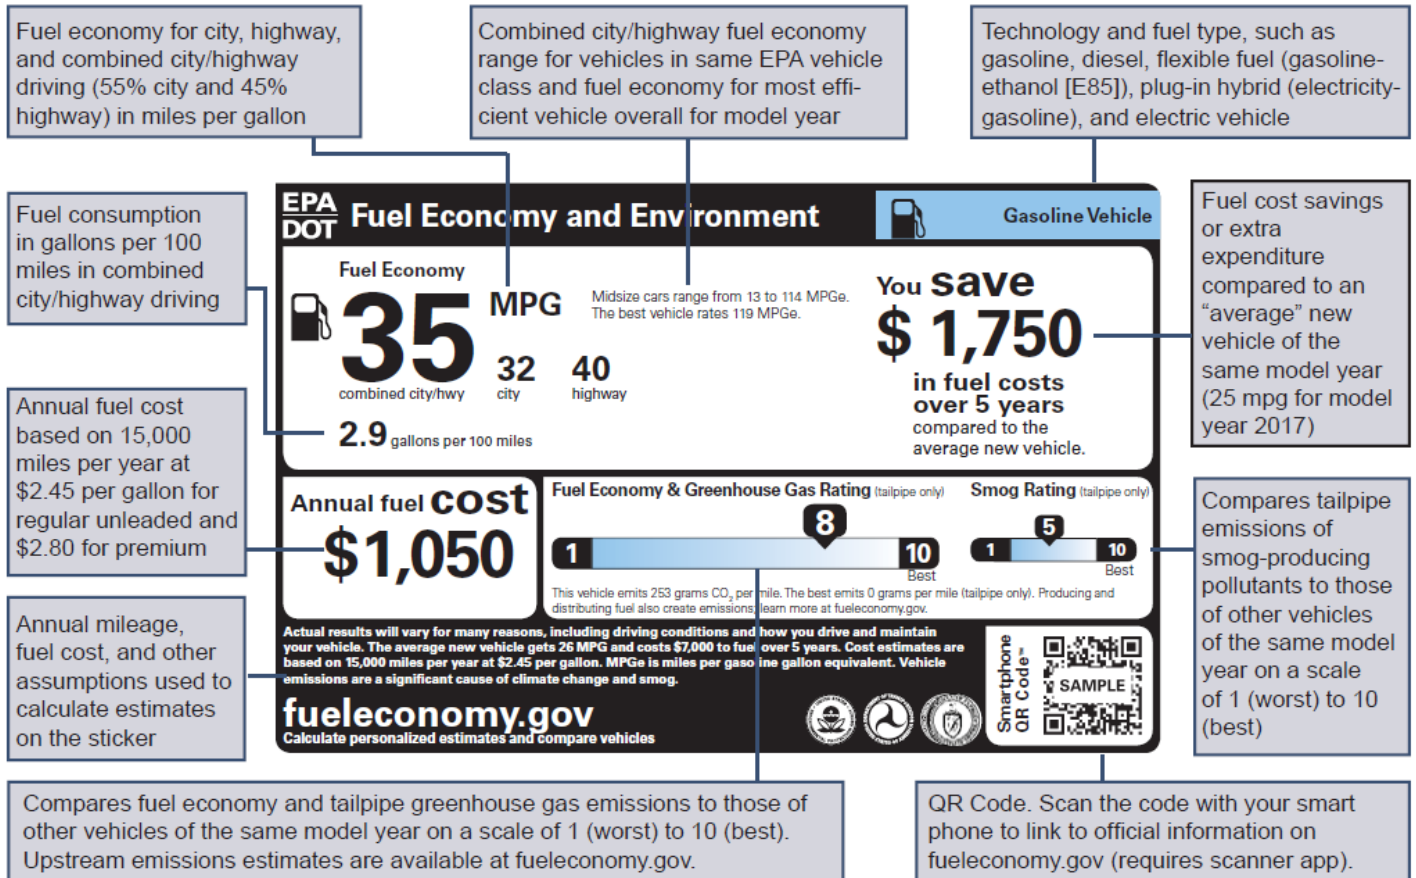 Fuel economy for city, highway,
and combined city/highway
driving (55% city and 45%
highway) in miles per gallon
Combined city/highway fuel economy
range for vehicles in same EPA vehicle
class and fuel economy for most effi-
cient vehicle overall for model year
Technology and fuel type, such as
gasoline, diesel, flexible fuel (gasoline-
ethanol [E85]), plug-in hybrid (electricity-
gasoline), and electric vehicle
Fuel consumption
in gallons per 100
miles in combined
city/highway driving
Annual fuel cost
based on 15,000
miles per year at
$2.45 per gallon for
regular unleaded and
$2.80 for premium
Annual mileage,
fuel cost, and other
assumptions used to
calculate estimates
on the sticker
EPA
DOT
Fuel Economy and Environment
Gasoline Vehicle
Fuel Economy
35
MPG
combined city/hwy
32
city
40
highway
2.9 gallons per 100 miles
Midsize cars range from 13 to 114 MPGe.
The best vehicle rates 119 MPGe.
You save
$ 1,750
in fuel costs
over 5 years
compared to the
average new vehicle.
Annual fuel cost
$1,050
Fuel Economy & Greenhouse Gas Rating (tailpipe only)
1
8
10
Best
Smog Rating (tailpipe only)
1
5
10
Best
This vehicle emits 253 grams CO₂ per mile. The best emits 0 grams per mile (tailpipe only). Producing and
distributing fuel also create emissions; learn more at fueleconomy.gov.
Actual results will vary for many reasons, including driving conditions and how you drive and maintain
your vehicle. The average new vehicle gets 26 MPG and costs $7,000 to fuel over 5 years. Cost estimates are
based on 15,000 miles per year at $2.45 per gallon. MPGe is miles per gasoline gallon equivalent. Vehicle
emissions are a significant cause of climate change and smog.
fueleconomy.gov
Calculate personalized estimates and compare vehicles
Smartphone
QR Code™
SAMPLE
Fuel cost savings
or extra
expenditure
compared to an
“average” new
vehicle of the
same model year
(25 mpg for model
year 2017)
Compares tailpipe
emissions of
smog-producing
pollutants to those
of other vehicles
of the same model
year on a scale
of 1 (worst) to 10
(best)
Compares fuel economy and tailpipe greenhouse gas emissions to those of
other vehicles of the same model year on a scale of 1 (worst) to 10 (best).
Upstream emissions estimates are available at fueleconomy.gov.
QR Code. Scan the code with your smart
phone to link to official information on
fueleconomy.gov (requires scanner app).